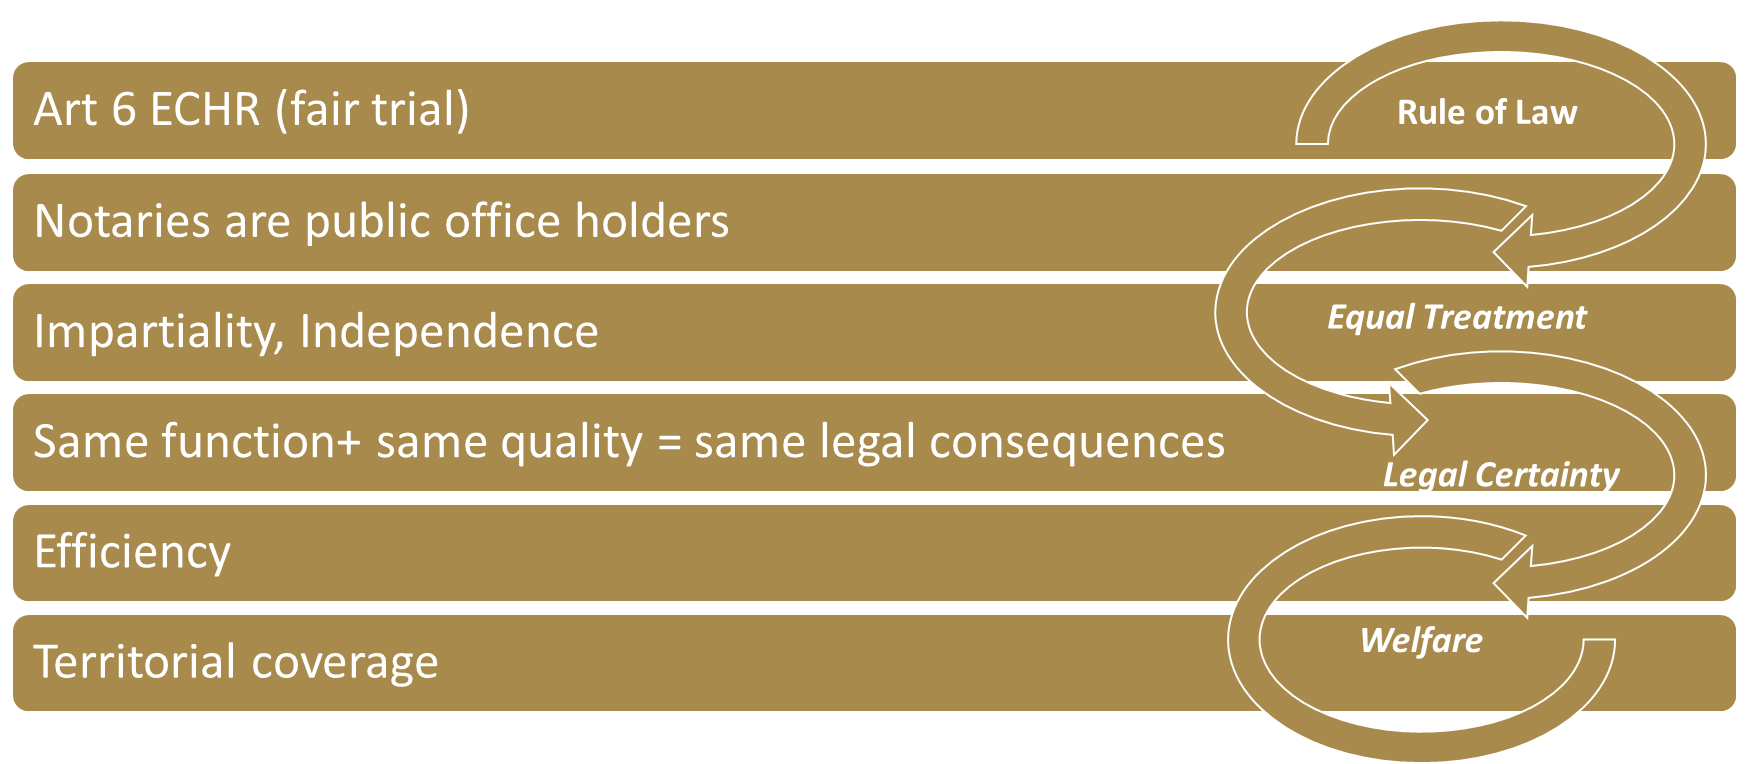 Art 6 ECHR (fair trial)
Rule of Law
Notaries are public office holders
Impartiality, Independence
Equal Treatment
Same function+ same quality = same legal consequences
Legal Certainty
Efficiency
Territorial coverage
Welfare